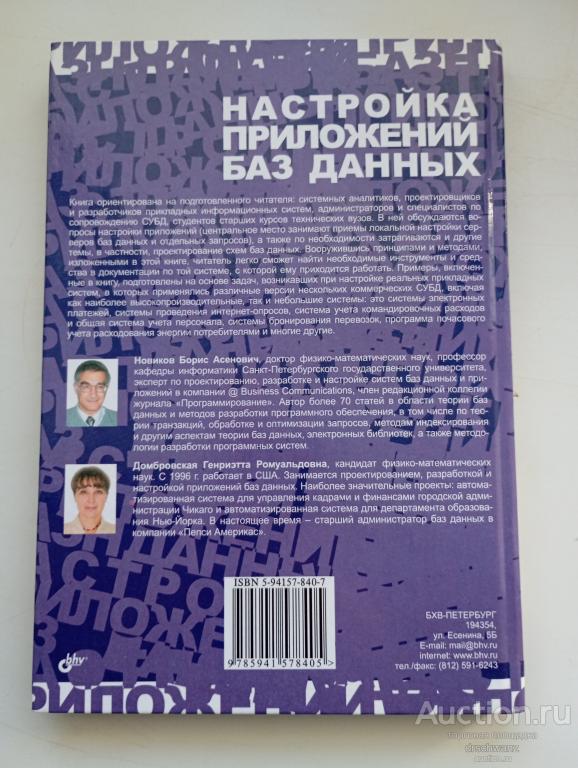 НАСТРОЙКА
ПРИЛОЖЕНИЙ
БАЗ ДАННЫХ
Книга ориентирована на подготовленного читателя: системных аналитиков, проектировщиков
и разработчиков прикладных информационных систем, администраторов и специалистов по
сопровождению СУБД, студентов старших курсов технических вузов. В ней обсуждаются во-
просы настройки приложений (центральное место занимают приемы локальной настройки сер-
веров баз данных и отдельных запросов), а также по необходимости затрагиваются и другие
темы, в частности, проектирование схем баз данных. Вооружившись принципами и методами,
изложенными в этой книге, читатель легко сможет найти необходимые инструменты и сред-
ства в документации по той системе, с которой ему приходится работать. Примеры, включен-
ные в книгу, подготовлены на основе задач, возникавших при настройке реальных прикладных
систем, в которых применялись различные версии нескольких коммерческих СУБД, включая
как наиболее высокопроизводительные, так и небольшие системы: это системы электронных
платежей, системы проведения интернет-опросов, система учета командировочных расходов
и общая система учета персонала, системы бронирования перевозок, программа почасового
учета расходования энергии потребителями и многие другие.
Новиков Борис Асенович, доктор физико-математических наук, профессор
кафедры информатики Санкт-Петербургского государственного университета,
эксперт по проектированию, разработке и настройке систем баз данных и при-
ложений в компании @ Business Communications, член редакционной коллегии
журнала «Программирование». Автор более 70 статей в области теории баз
данных и методов разработки программного обеспечения, в том числе по тео-
рии транзакций, обработке и оптимизации запросов, методам индексирования
и другим аспектам теории баз данных, электронных библиотек, а также методо-
логии разработки программных систем.
Домбровская Генриэтта Ромуальдовна, кандидат физико-математических
наук. С 1996 г. работает в США. Занимается проектированием, разработкой и
настройкой приложений баз данных. Наиболее значительные проекты: автома-
тизированная система для управления кадрами и финансами городской адми-
нистрации Чикаго и автоматизированная система для департамента образования
Нью-Йорка. В настоящее время – старший администратор баз данных в
компании «Пепси Америкас».
ISBN 5-94157-840-7
9 785941 578405 >
БХВ-ПЕТЕРБУРГ
194354,
ул. Есенина, 5Б
E-mail: mail@bhv.ru
internet: www.bhv.ru
тел./факс: (812) 591-6243
bhv
Auction.ru
торговая площадка
drschwanz
auction.ru